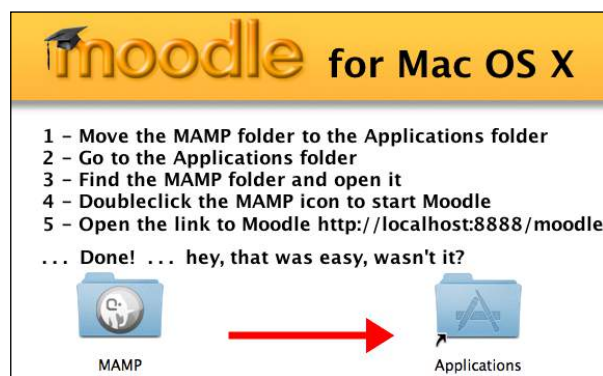 moodle for Mac OS X
1 – Move the MAMP folder to the Applications folder
2 – Go to the Applications folder
3 – Find the MAMP folder and open it
4 – Doubleclick the MAMP icon to start Moodle
5 – Open the link to Moodle http://localhost:8888/moodle
... Done! ... hey, that was easy, wasn't it?
MAMP Applications